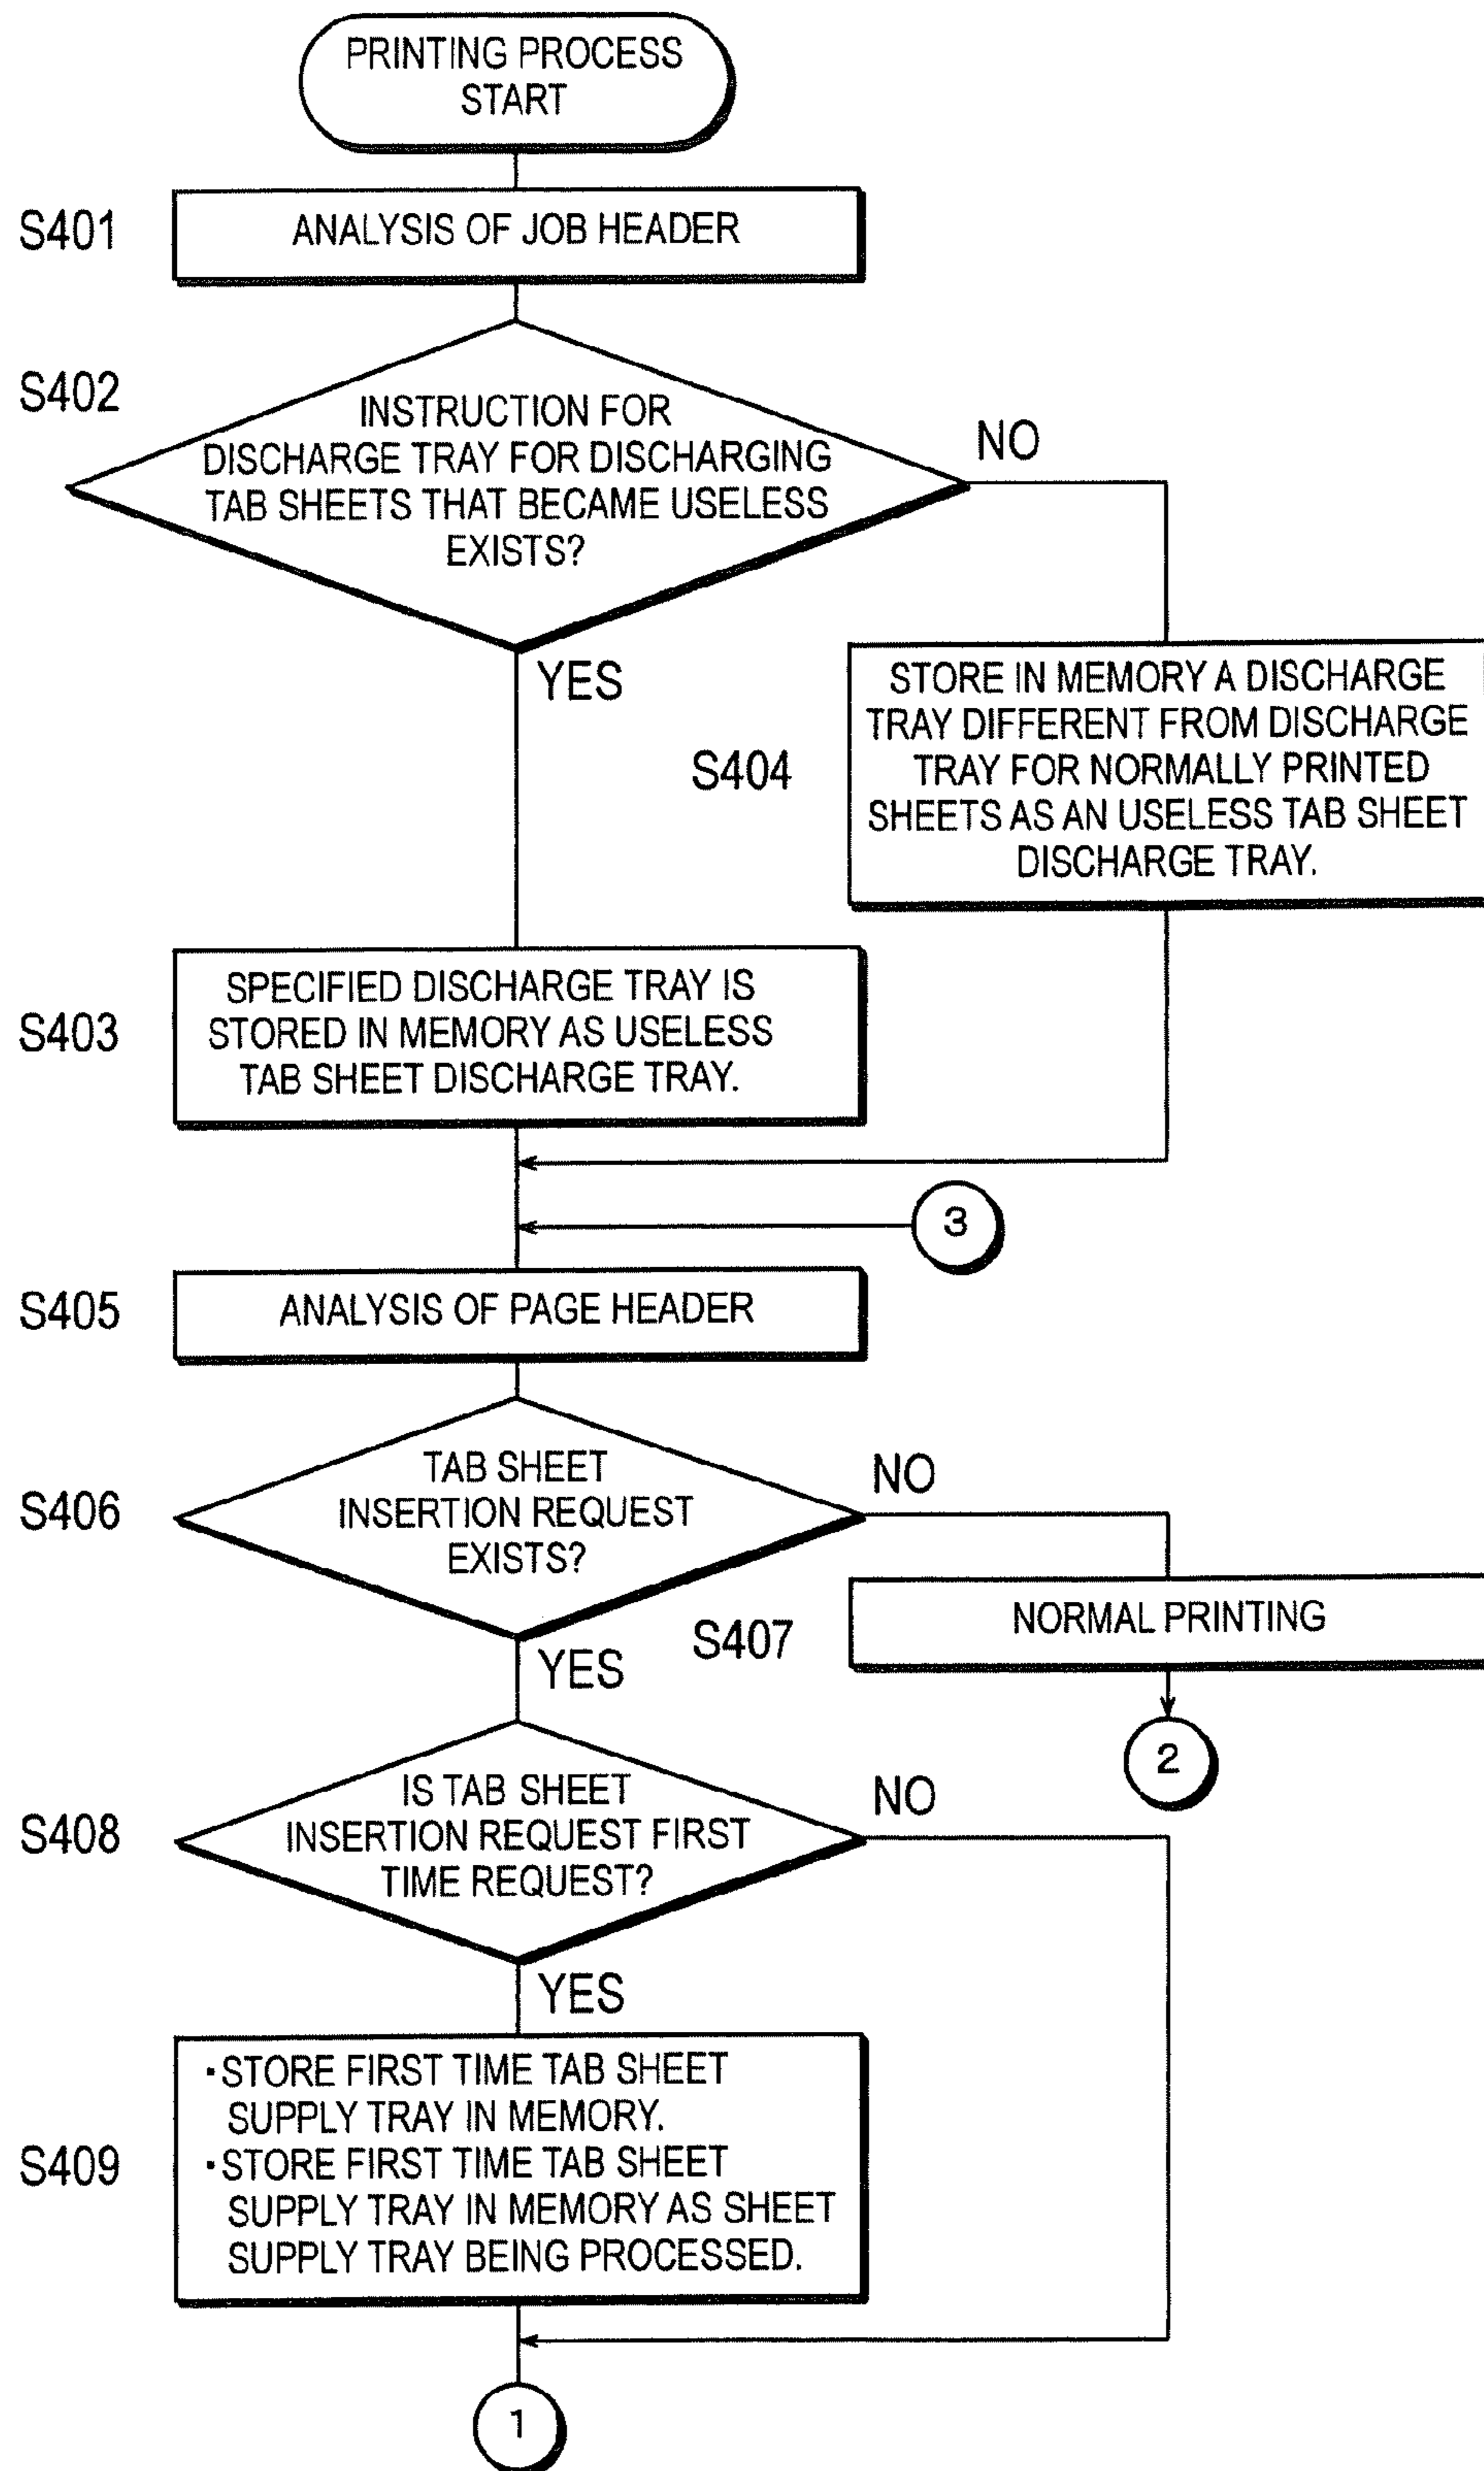 PRINTING PROCESS
START
S401
ANALYSIS OF JOB HEADER
S402
INSTRUCTION FOR
DISCHARGE TRAY FOR DISCHARGING
TAB SHEETS THAT BECAME USELESS
EXISTS?
NO
YES
S404
STORE IN MEMORY A DISCHARGE
TRAY DIFFERENT FROM DISCHARGE
TRAY FOR NORMALLY PRINTED
SHEETS AS AN USELESS TAB SHEET
DISCHARGE TRAY.
S403
SPECIFIED DISCHARGE TRAY IS
STORED IN MEMORY AS USELESS
TAB SHEET DISCHARGE TRAY.
3
S405
ANALYSIS OF PAGE HEADER
S406
TAB SHEET
INSERTION REQUEST
EXISTS?
NO
YES
S407
NORMAL PRINTING
2
S408
IS TAB SHEET
INSERTION REQUEST FIRST
TIME REQUEST?
NO
YES
S409
・STORE FIRST TIME TAB SHEET
SUPPLY TRAY IN MEMORY.
・STORE FIRST TIME TAB SHEET
SUPPLY TRAY IN MEMORY AS SHEET
SUPPLY TRAY BEING PROCESSED.
1